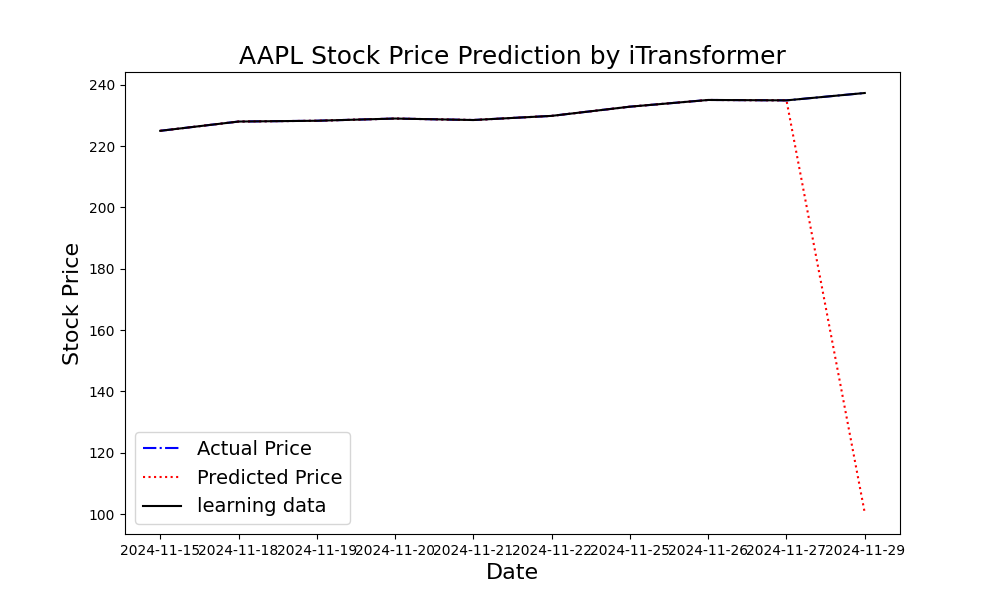 AAPL Stock Price Prediction by iTransformer
240
220
200
180
160
140
120
100
Stock Price
Actual Price
Predicted Price
learning data
2024-11-15 2024-11-18 2024-11-19 2024-11-20 2024-11-21 2024-11-22 2024-11-25 2024-11-26 2024-11-27 2024-11-29
Date